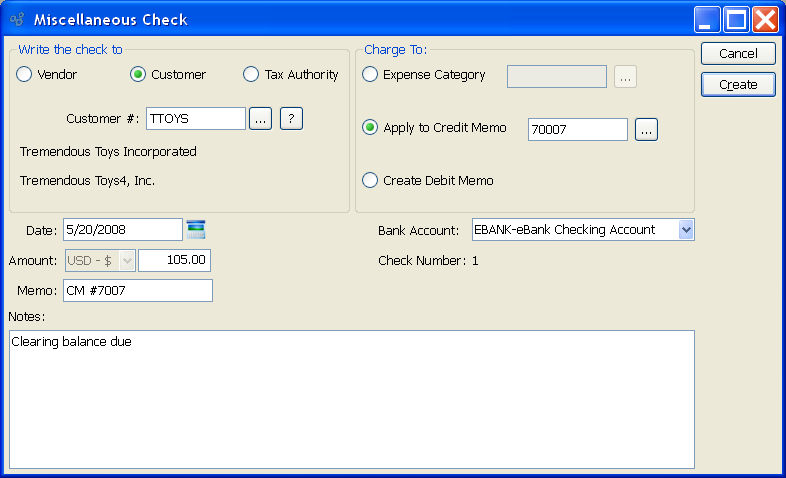 Miscellaneous Check
Write the check to
Vendor Customer Tax Authority
Customer #: TTOYS ... ?
Tremendous Toys Incorporated
Tremendous Toys4, Inc.
Charge To:
Expense Category ...
Apply to Credit Memo 70007 ...
Create Debit Memo
Cancel
Create
Date: 5/20/2008
Bank Account: EBANK-eBank Checking Account
Amount: USD - $ 105.00
Check Number: 1
Memo: CM #7007
Notes:
Clearing balance due